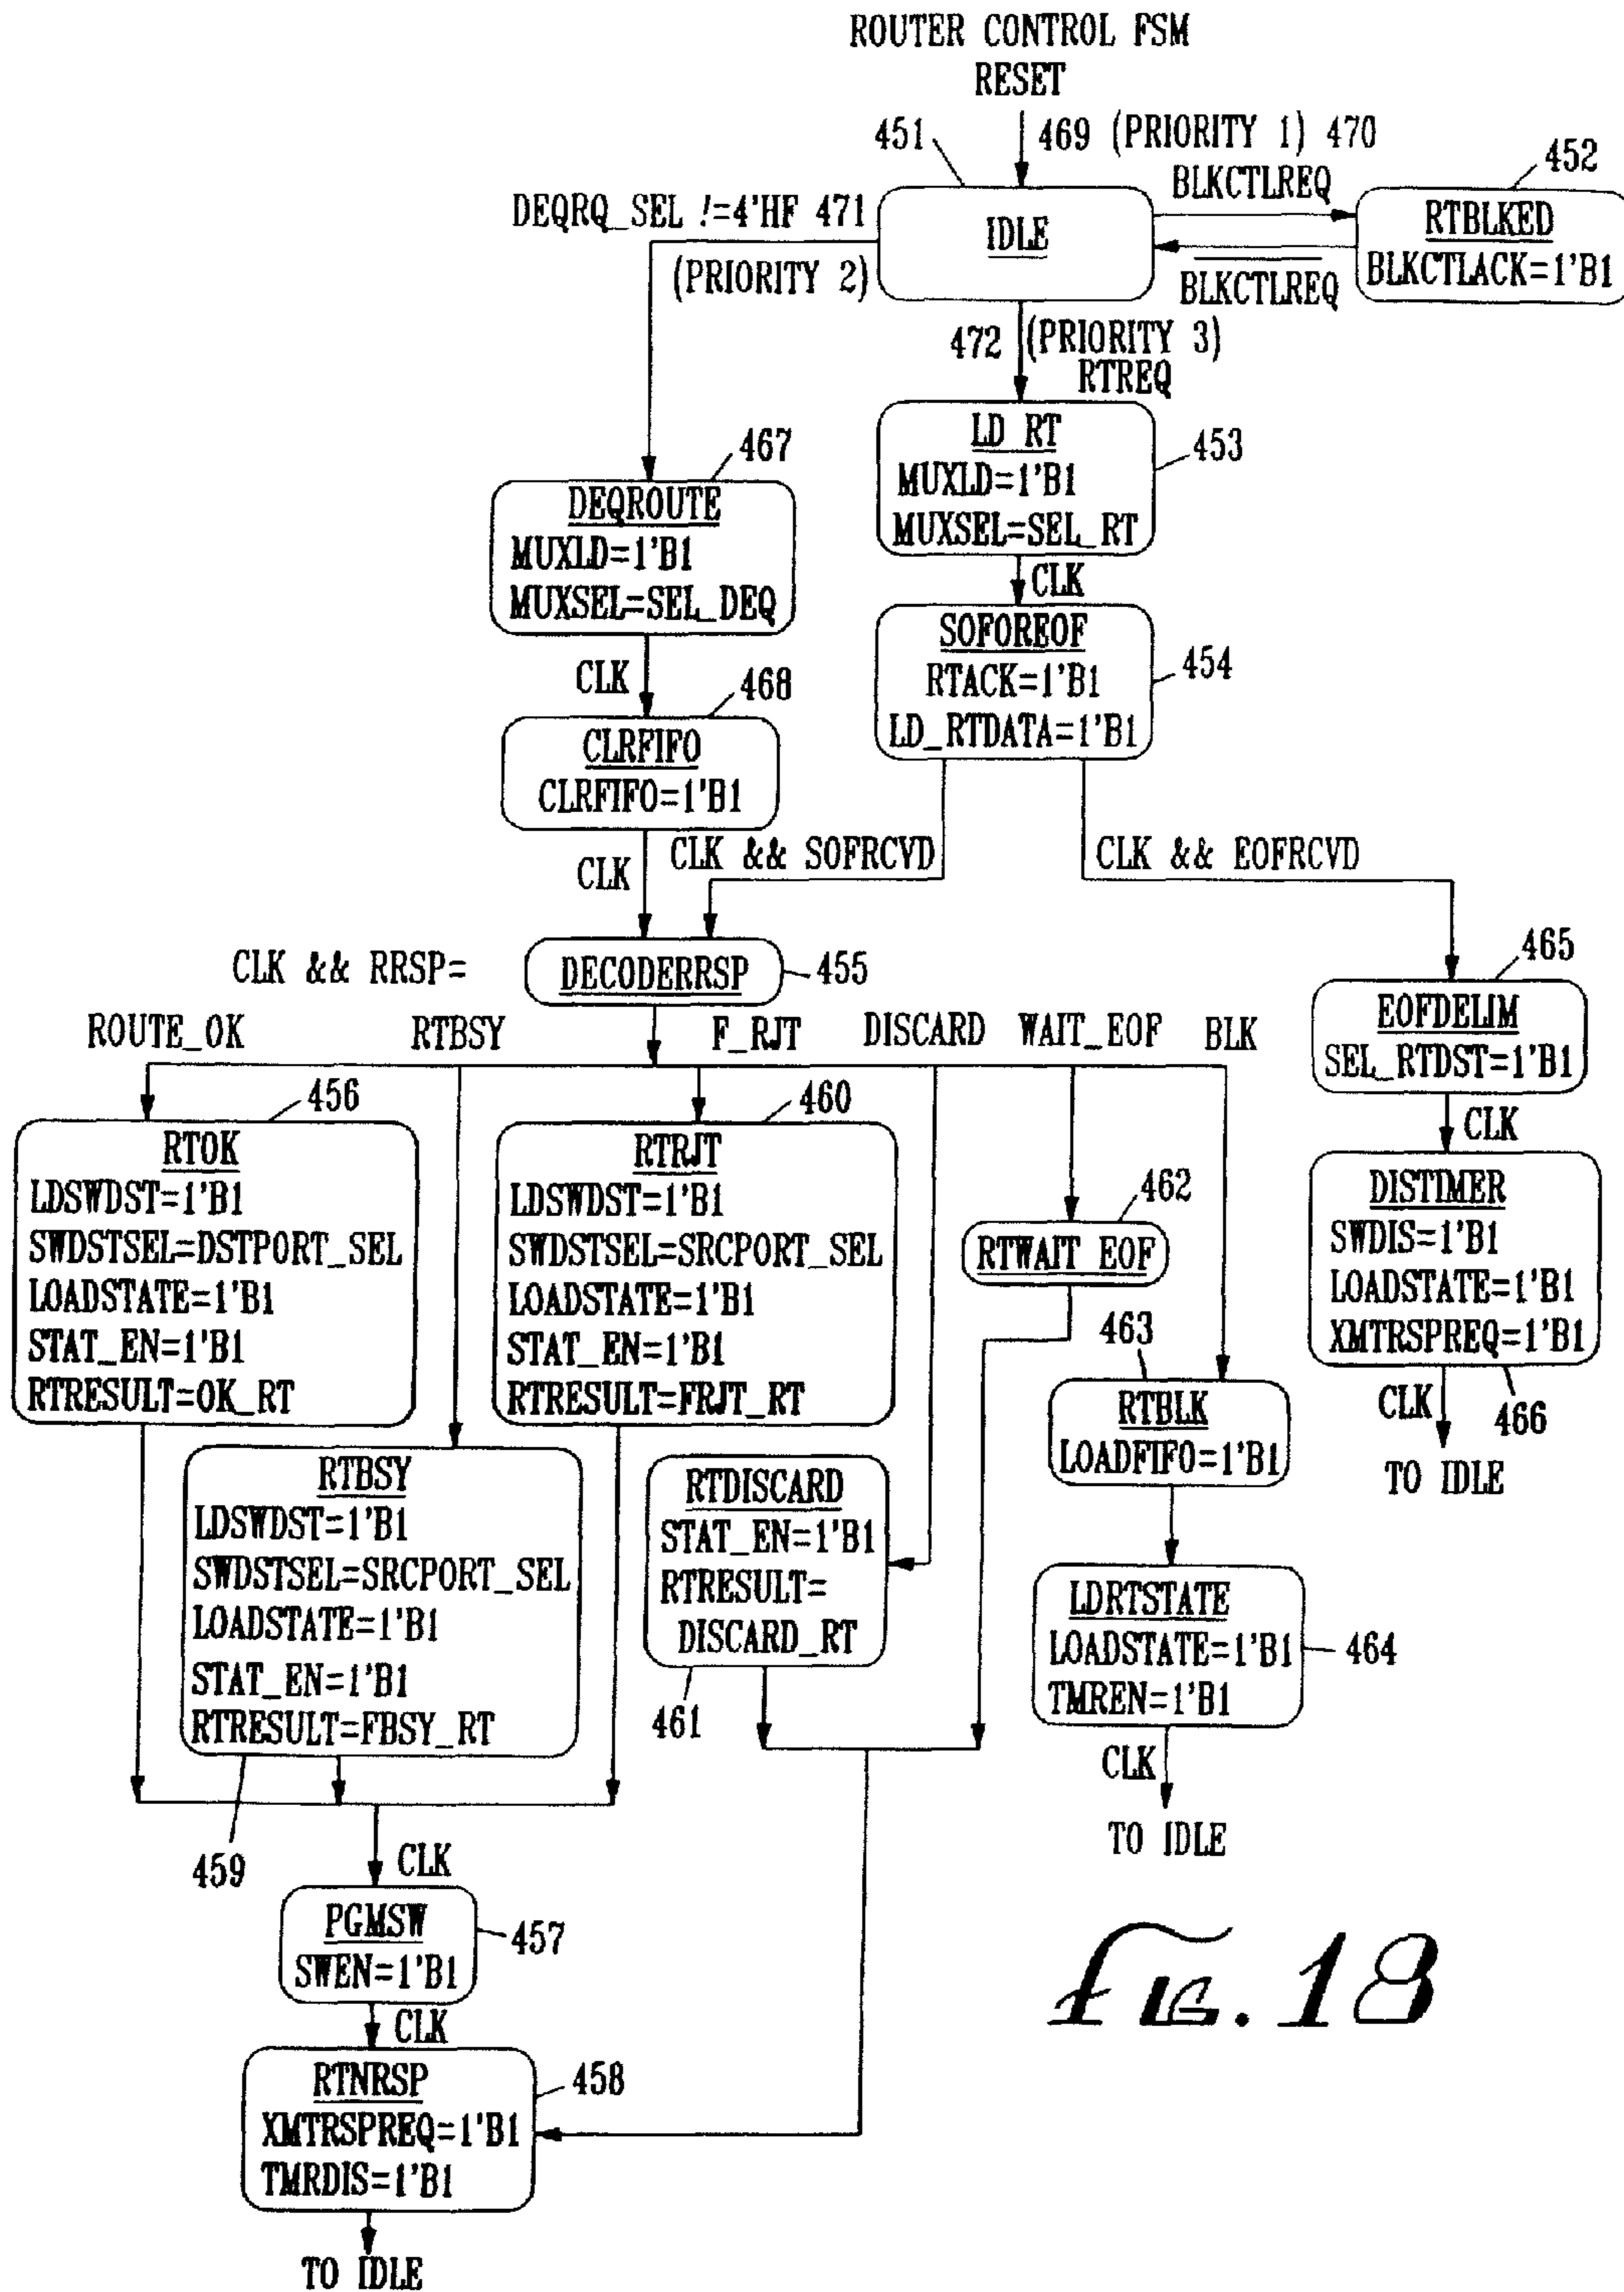 ROUTER CONTROL FSM
RESET
451
469 (PRIORITY 1) 470
452
BLKCTLREQ
DEQRQ_SEL !=4'HF 471
IDLE
RTBLKED
BLKCTLACK=1'B1
(PRIORITY 2)
BLKCTLREQ
472 (PRIORITY 3)
RTREQ
467
LD_RT
MUXLD=1'B1
MUXSEL=SEL_RT
453
DEQROUTE
MUXLD=1'B1
MUXSEL=SEL_DEQ
CLK
SOFOREOF
RTACK=1'B1
LD_RTDATA=1'B1
454
CLK
468
CLRFIFO
CLRFIFO=1'B1
CLK
CLK && SOFRCVD
CLK && EOFRCVD
CLK && RRSP=
DECODERRSP
455
465
EOFDELIM
SEL_RTDST=1'B1
ROUTE_OK
RTBSY
F_RJT
DISCARD
WAIT_EOF
BLK
CLK
456
RTOK
LDSWDST=1'B1
SWDSTSEL=DSTPORT_SEL
LOADSTATE=1'B1
STAT_EN=1'B1
RTRESULT=OK_RT
460
RTRJT
LDSWDST=1'B1
SWDSTSEL=SRCPORT_SEL
LOADSTATE=1'B1
STAT_EN=1'B1
RTRESULT=FRJT_RT
462
RTWAIT_EOF
DISTIMER
SWDIS=1'B1
LOADSTATE=1'B1
XMTRSPREQ=1'B1
466
CLK
TO IDLE
463
RTBLK
LOADFIFO=1'B1
RTBSY
LDSWDST=1'B1
SWDSTSEL=SRCPORT_SEL
LOADSTATE=1'B1
STAT_EN=1'B1
RTRESULT=FBSY_RT
459
RTDISCARD
STAT_EN=1'B1
RTRESULT=
DISCARD_RT
461
LDRTSTATE
LOADSTATE=1'B1
TMREN=1'B1
464
CLK
TO IDLE
CLK
PGMSW
SWEN=1'B1
457
CLK
RTNRSP
XMTRSPREQ=1'B1
TMRDIS=1'B1
458
TO IDLE
FIG. 18